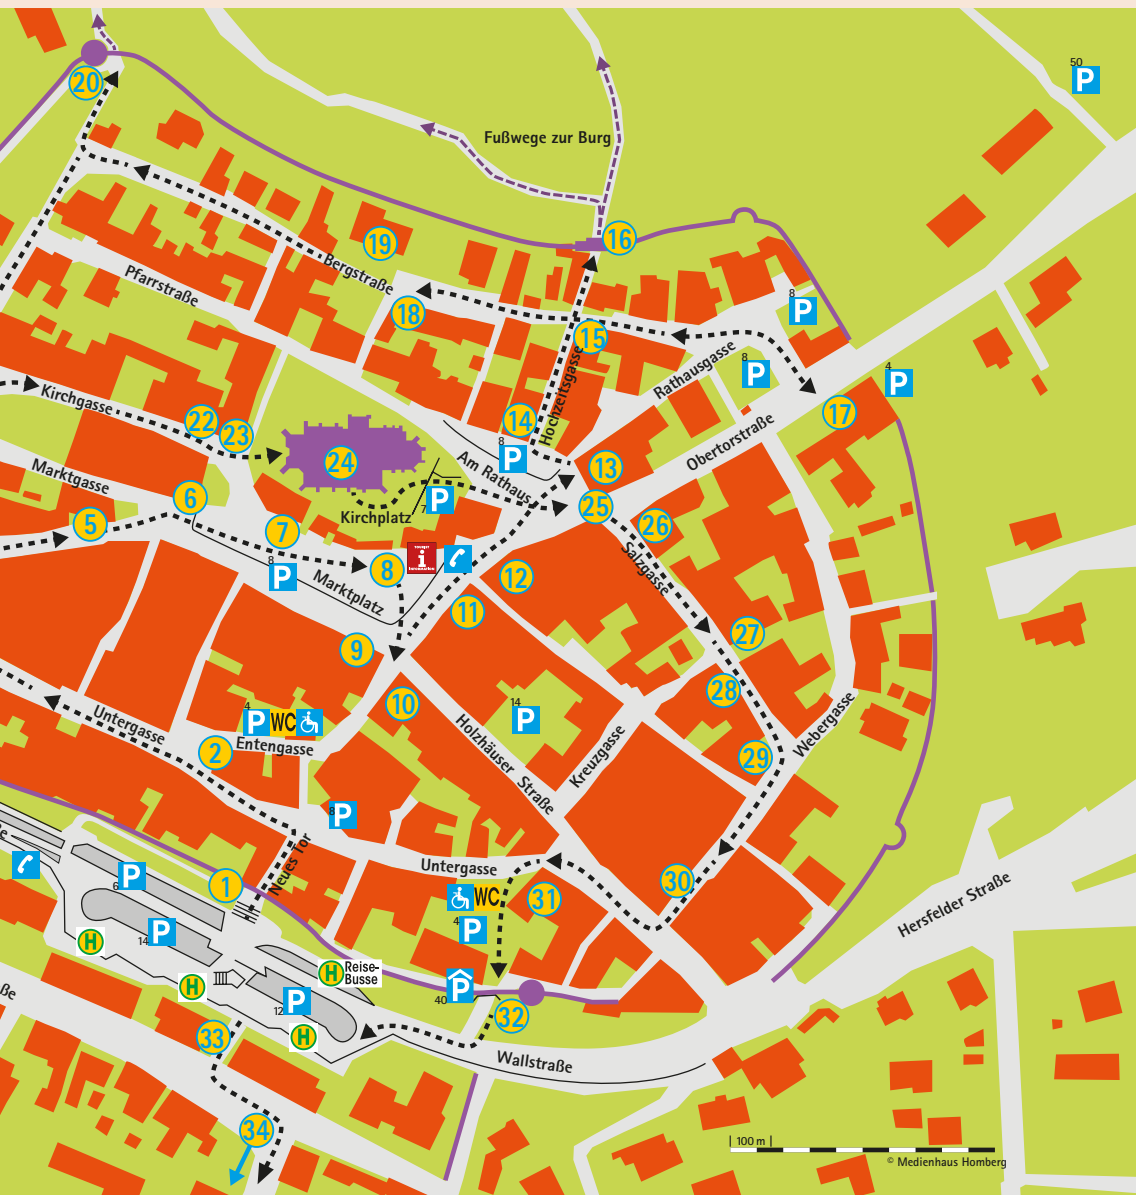 50
P
20
Fußwege zur Burg
16
19
Bergstraße
Pfarrstraße
18
8
P
15
Rathausgasse
8
P
4
P
17
Kirchgasse
22
23
14
Hochzeitsgasse
Obertorstraße
8
P
24
Am Rathaus
13
Marktgasse
6
P
7
25
26
5
7
Kirchplatz
Salzgasse
8
P
8
i
12
Marktplatz
11
27
9
28
10
14
P
4
P WC
Untergasse
2
Entengasse
Holzhäuser Straße
Kreuzgasse
Webergasse
29
8
P
Neues Tor
Untergasse
6
P
1
30
WC
31
Hersfelder Straße
14
P
4
P
H
H
Reise-
Busse
H
12
P
40
P
32
ße
33
H
Wallstraße
34
100 m
© Medienhaus Homberg